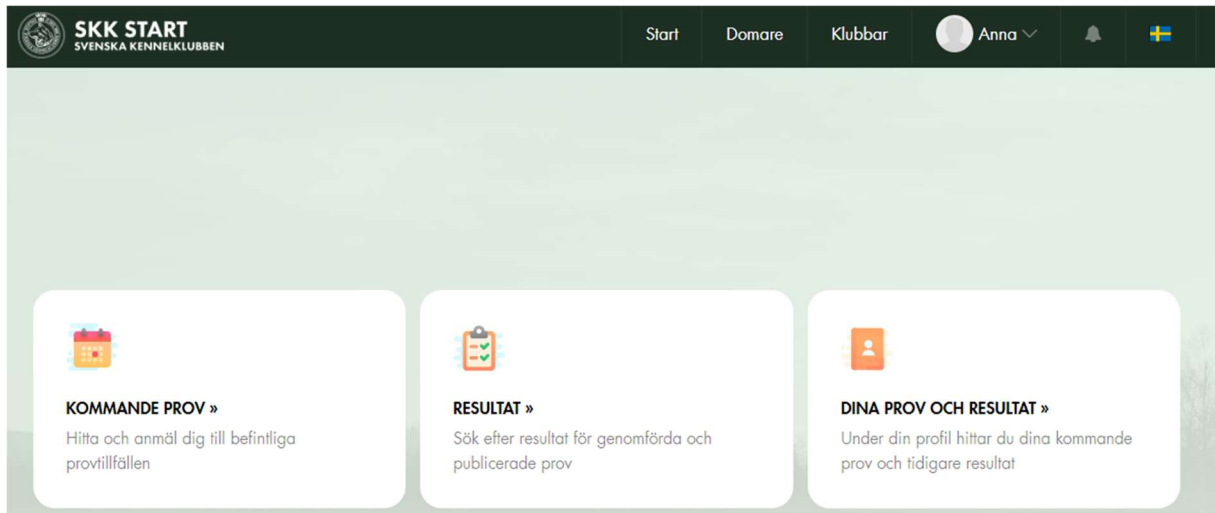 SKK START
SVENSKA KENNELKLUBBEN
Start
Domare
Klubbar
Anna
KOMMANDE PROV »
Hitta och anmäl dig till befintliga
provtillfällen
RESULTAT »
Sök efter resultat för genomförda och
publicerade prov
DINA PROV OCH RESULTAT »
Under din profil hittar du dina kommande
prov och tidigare resultat